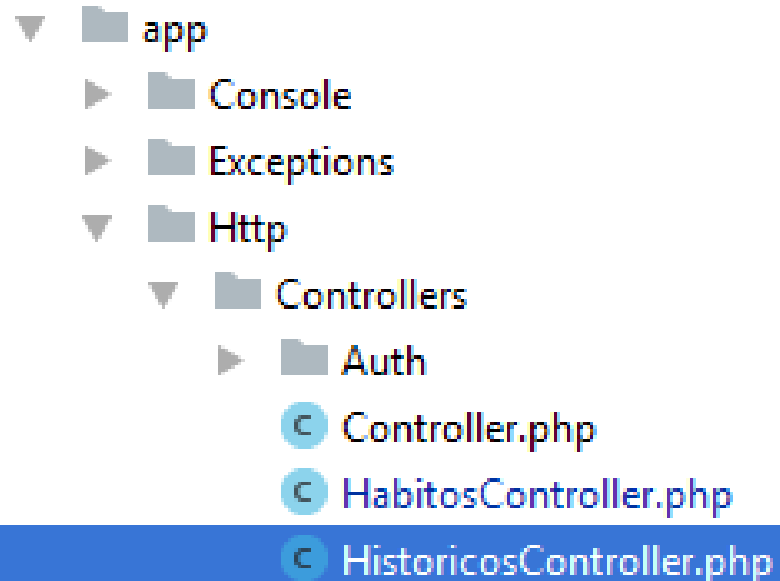 app
Console
Exceptions
Http
Controllers
Auth
C Controller.php
C HabitosController.php
C HistoricosController.php